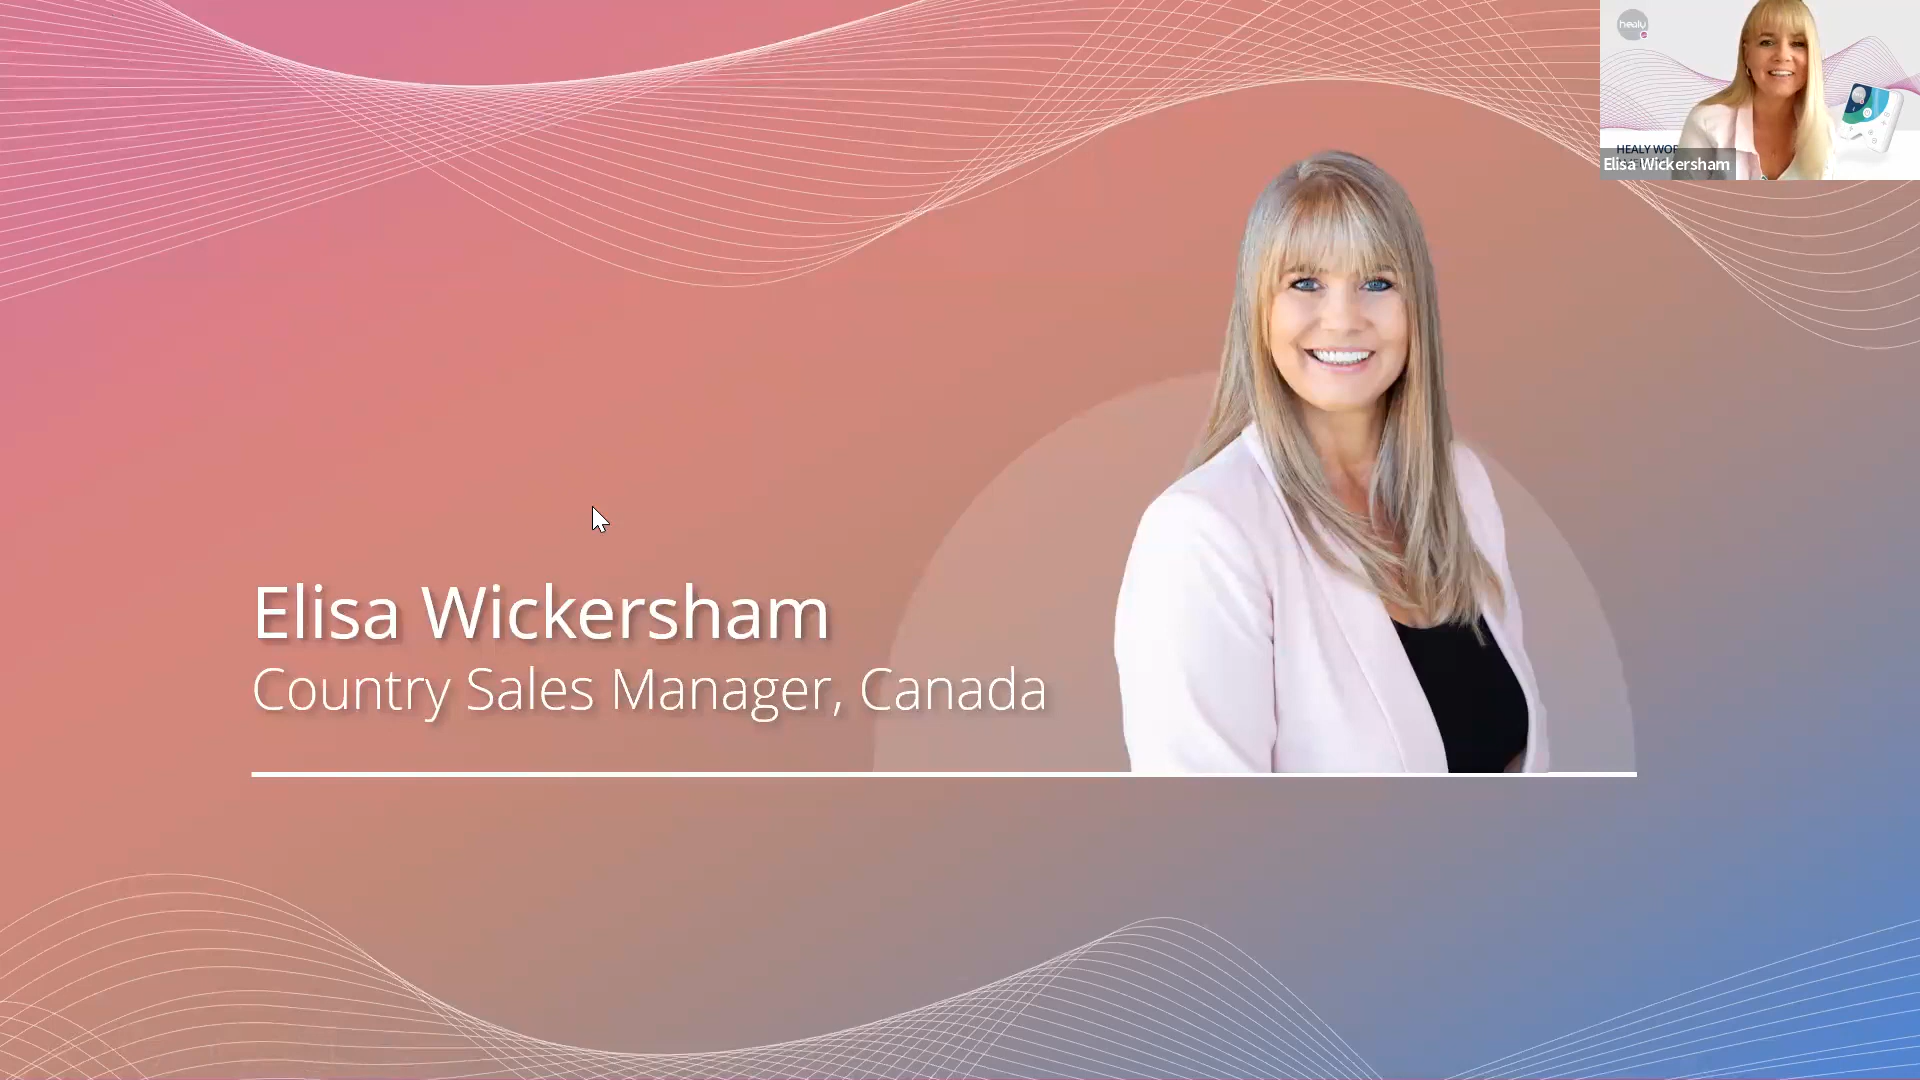 healy
HEALY WOR
Elisa Wickersham
Elisa Wickersham
Country Sales Manager, Canada